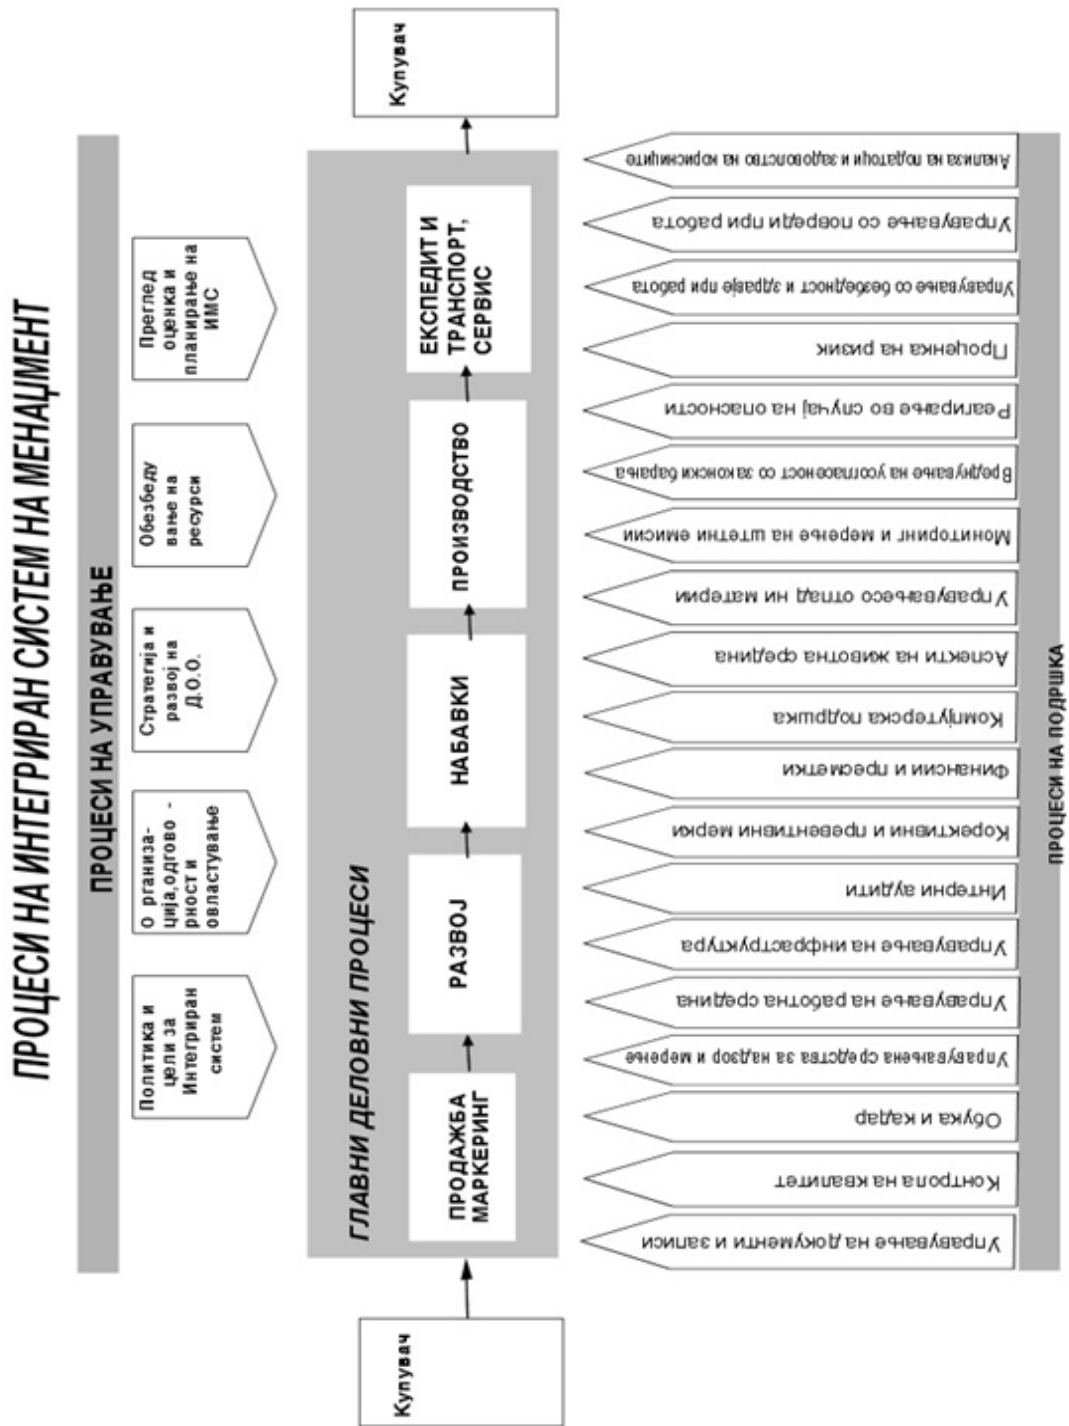 ПРОЦЕСИ НА ИНТЕГРИРАН СИСТЕМ НА МЕНАЏМЕНТ
ПРОЦЕСИ НА УПРАВУВАЊЕ
Политика и
цели за
Интегриран
систем
О рганиза-
ција,одгово -
рност и
овластување
Стратегија и
развој на
Д.О.О.
Обезбеду
вање на
ресурси
Преглед
оценка и
планирање на
ИМС
ГЛАВНИ ДЕЛОВНИ ПРОЦЕСИ
Купувач
ПРОДАЖБА
МАРКЕРИНГ
РАЗВОЈ
НАБАВКИ
ПРОИЗВОДСТВО
ЕКСПЕДИТ И
ТРАНСПОРТ,
СЕРВИС
Купувач
Управување на документи и записи
Контрола на квалитет
Обука и кадар
Управувањена средства за надзор и мерење
Управување на работна средина
Управување на инфраструктура
Интерни аудити
Корективни и превентивни мерки
Финансии и пресметки
Компјутерска подршка
Аспекти на животна средина
Управувањесо отпад ни материи
Мониторинг и мерење на штетни емисии
Вреднување на усогласеност со законски барања
Реагирање во случај на опасности
Проценка на ризик
Управување со безбедност и здравје при работа
Управување со повреди при работа
Анализа на податоци и задоволство на корисниците
ПРОЦЕСИ НА ПОДРШКА